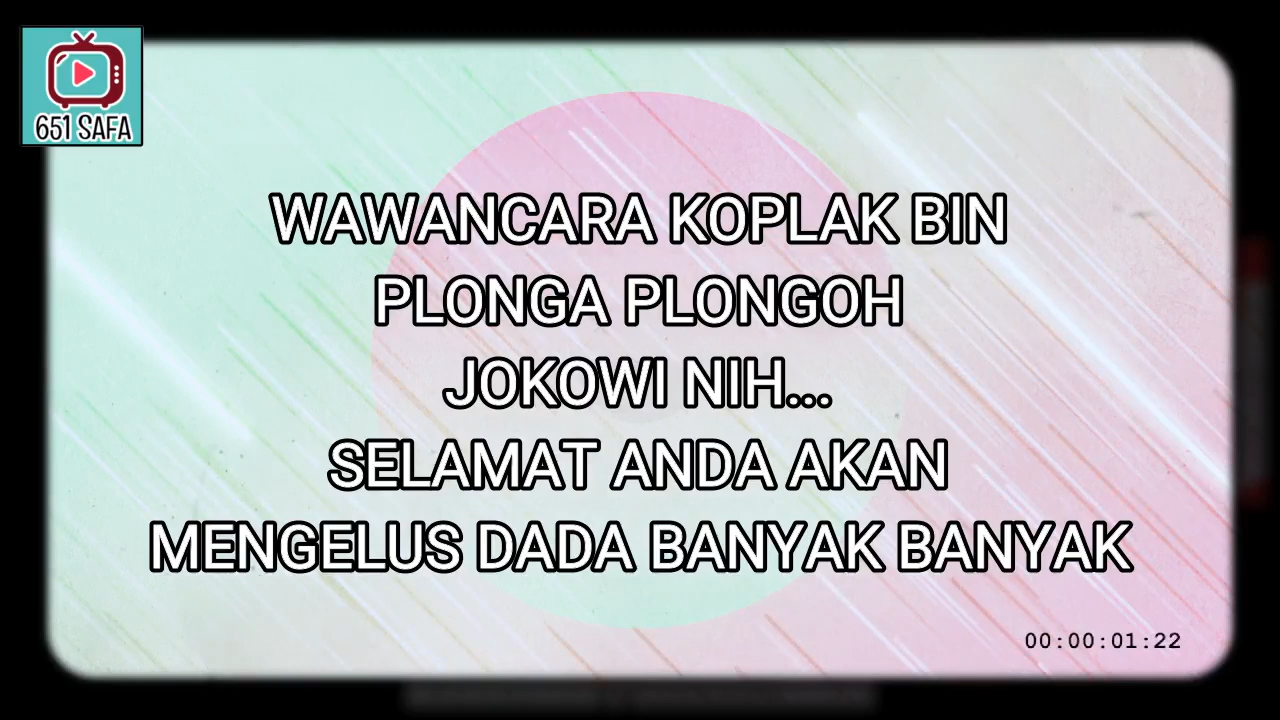 651 SAFA
WAWANCARA KOPLAK BIN
PLONGA PLONGOH
JOKOWI NIH...
SELAMAT ANDA AKAN
MENGELUS DADA BANYAK BANYAK
00:00:01:22